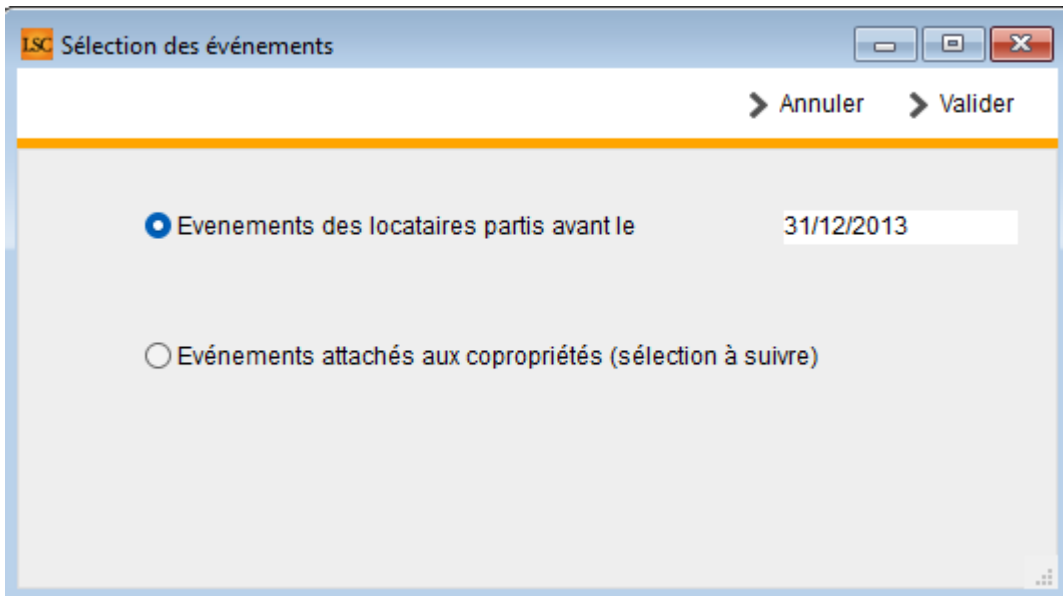 LSC Sélection des événements
Annuler Valider
Evenements des locataires partis avant le 31/12/2013
Evénements attachés aux copropriétés (sélection à suivre)